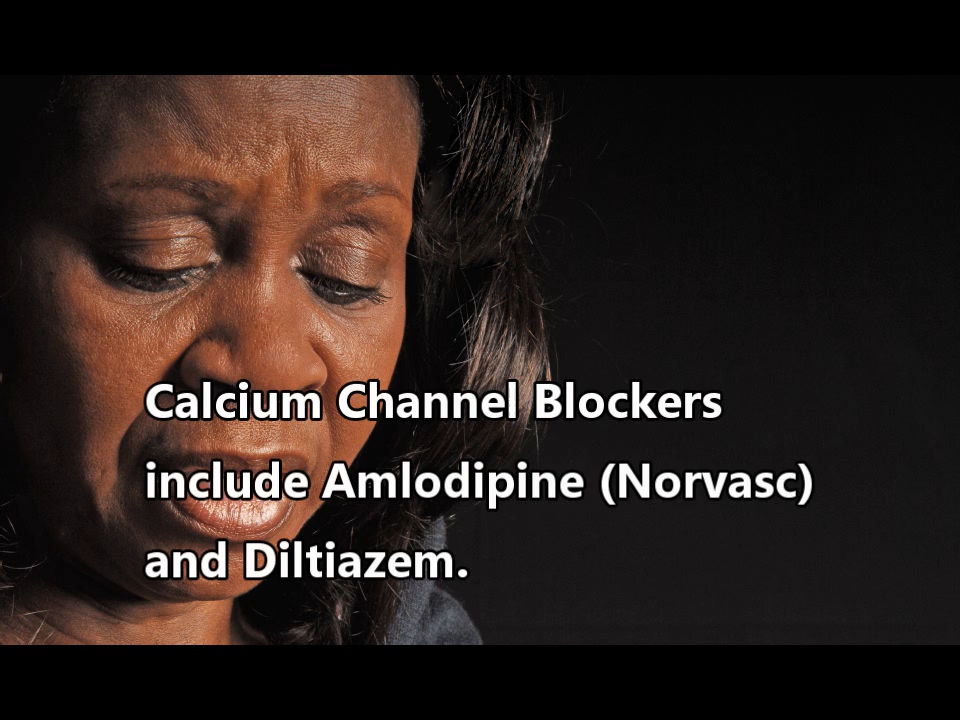 Calcium Channel Blockers
include Amlodipine (Norvasc)
and Diltiazem.